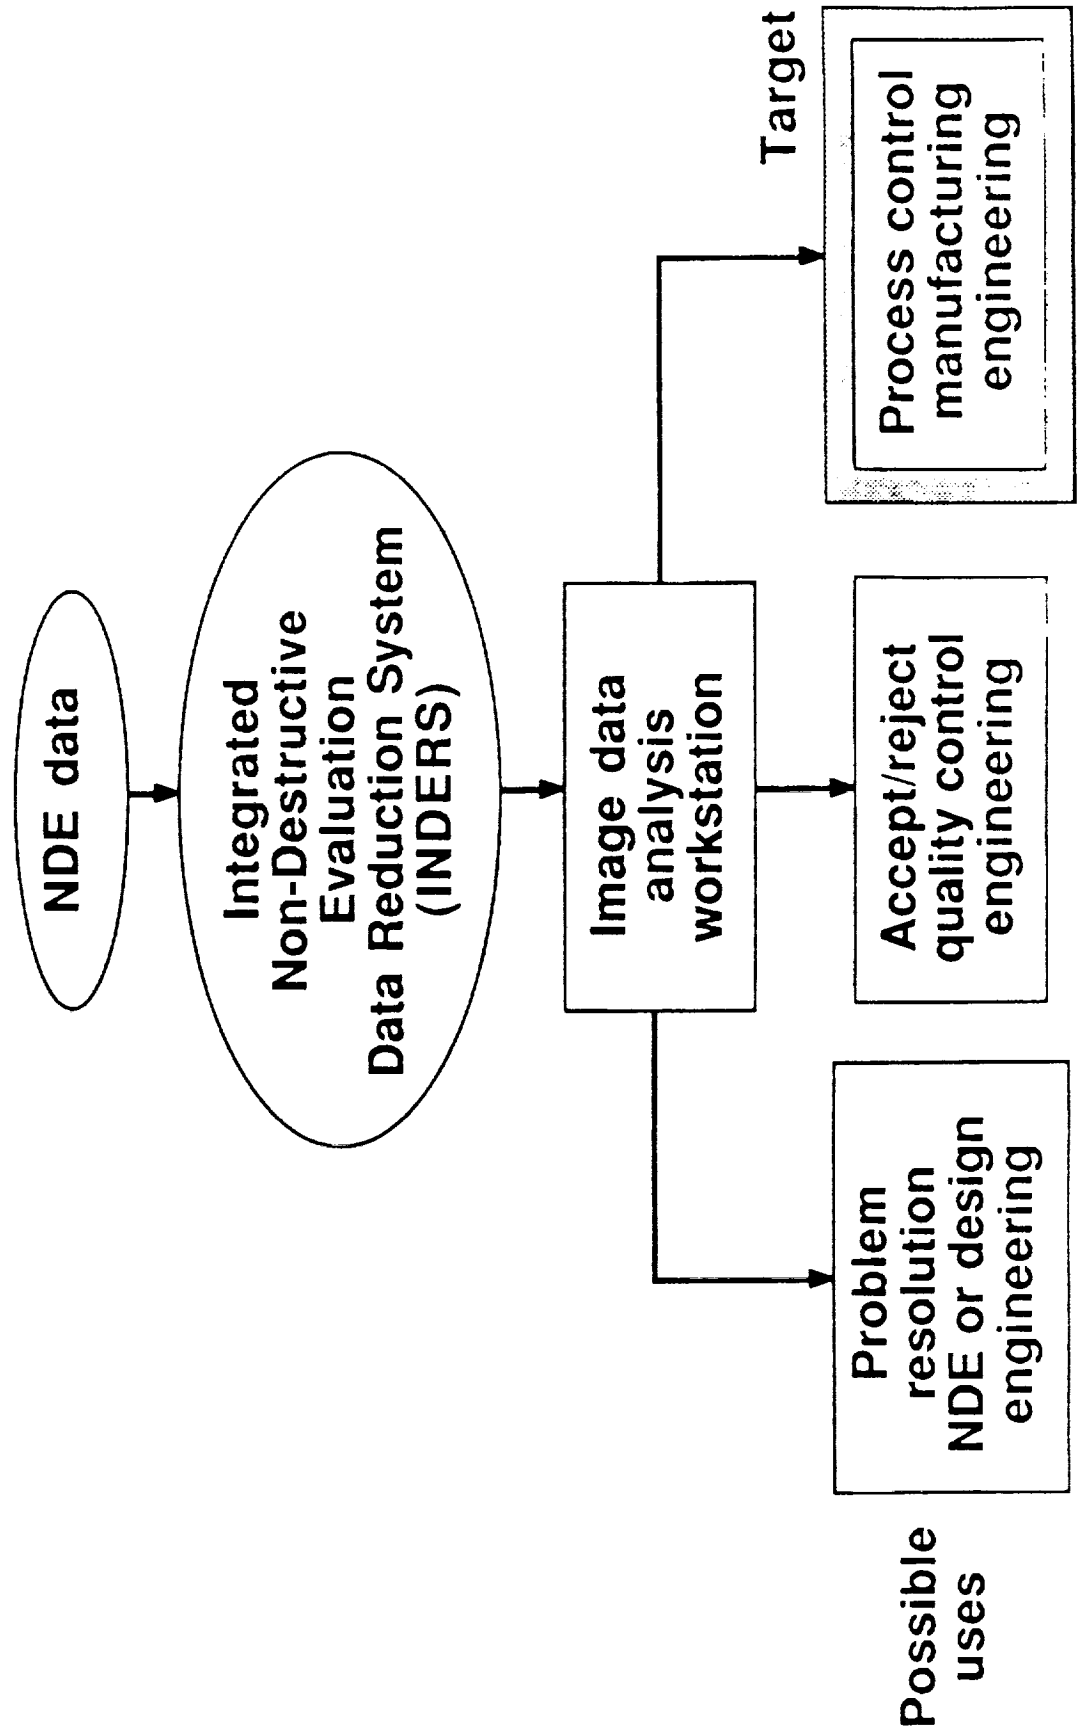 NDE data
Integrated
Non-Destructive
Evaluation
Data Reduction System
(INDERS)
Image data
analysis
workstation
Target
Possible
uses
Problem
resolution
NDE or design
engineering
Accept/reject
quality control
engineering
Process control
manufacturing
engineering